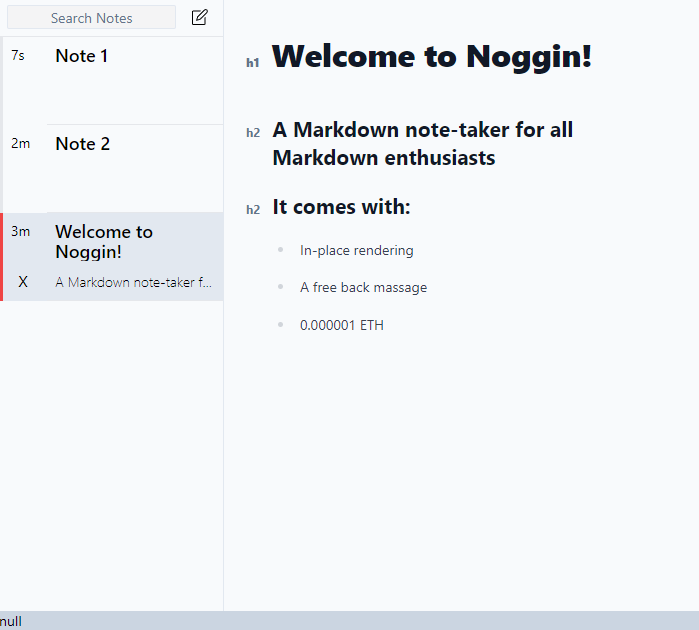 Search Notes
7s Note 1
2m Note 2
3m Welcome to
Noggin!
X A Markdown note-taker f...
h1 Welcome to Noggin!
h2 A Markdown note-taker for all
Markdown enthusiasts
h2 It comes with:
In-place rendering
A free back massage
0.000001 ETH
null